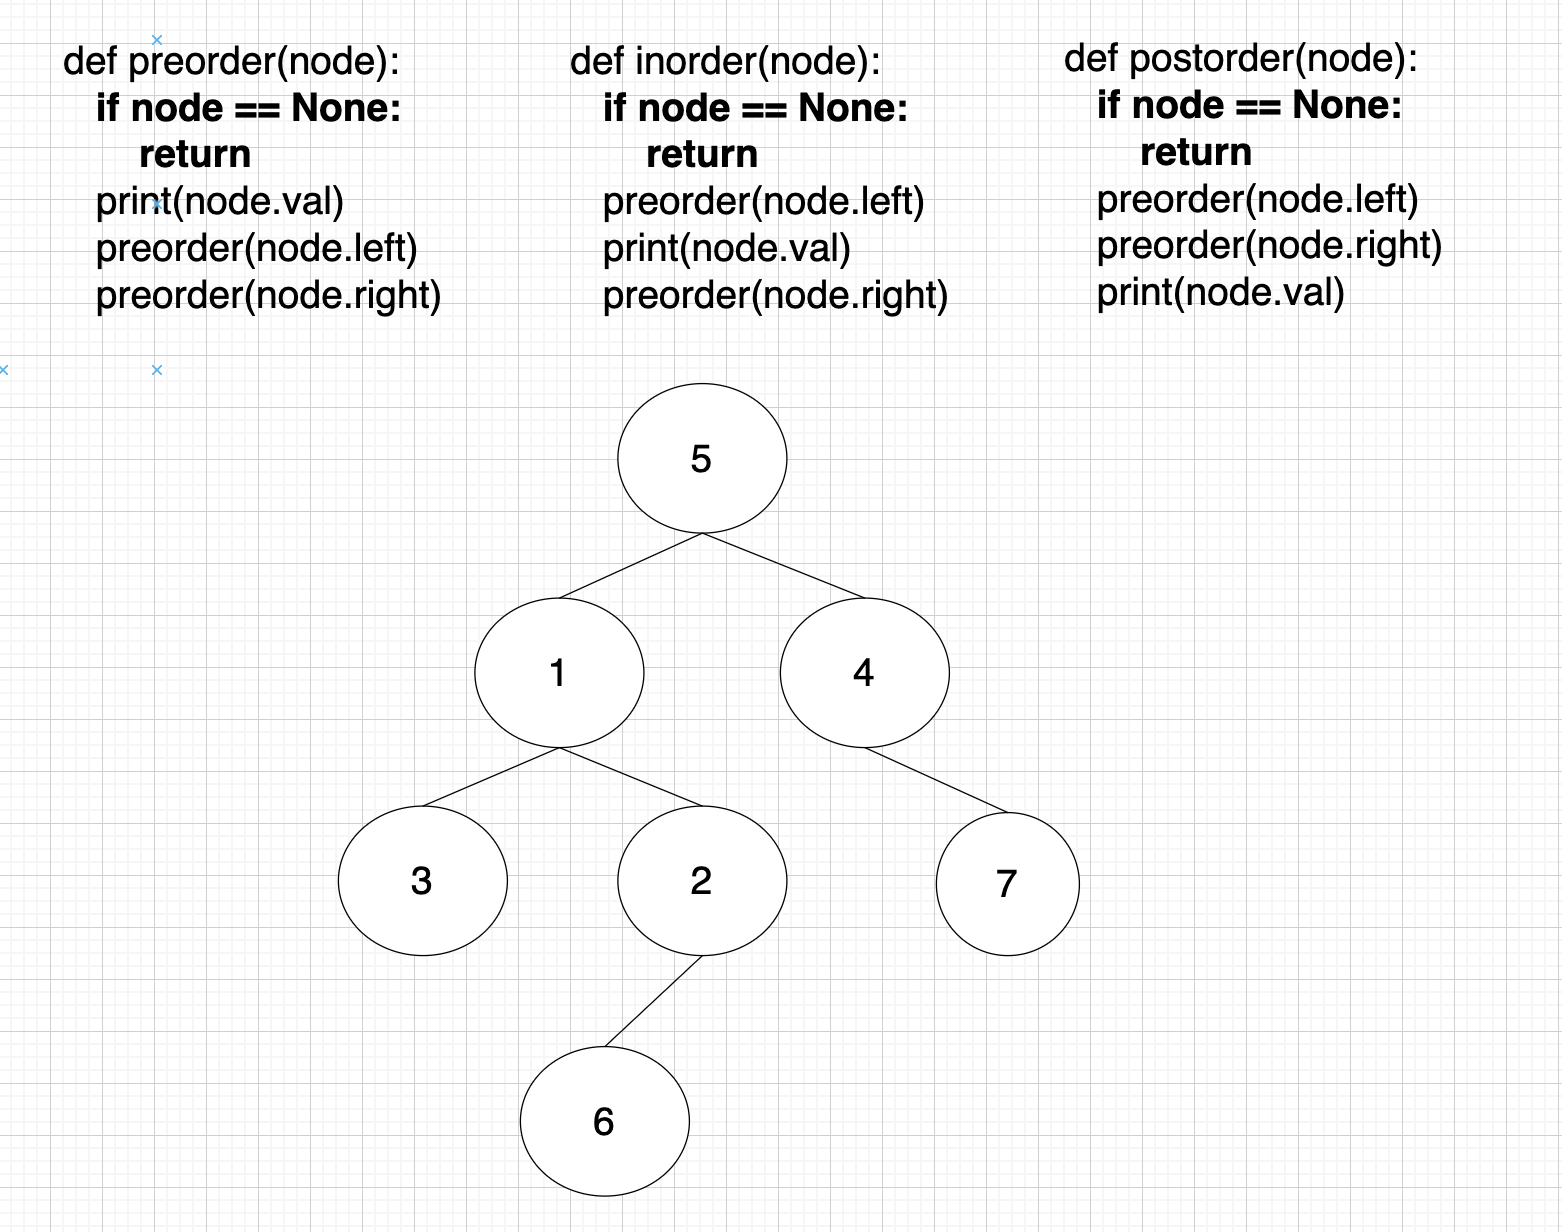 def preorder(node):
if node == None:
return
print(node.val)
preorder(node.left)
preorder(node.right)
def inorder(node):
if node == None:
return
preorder(node.left)
print(node.val)
preorder(node.right)
def postorder(node):
if node == None:
return
preorder(node.left)
preorder(node.right)
print(node.val)
5
1
4
3
2
7
6